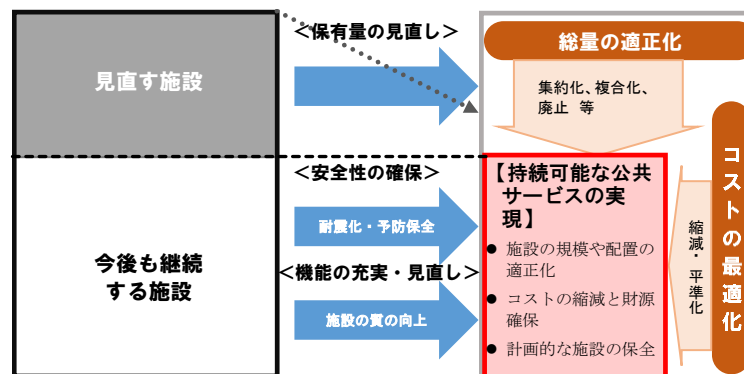 見直す施設
今後も継続
する施設
＜保有量の見直し＞
＜安全性の確保＞
耐震化・予防保全
＜機能の充実・見直し＞
施設の質の向上
総量の適正化
集約化、複合化、
廃止 等
【持続可能な公共
サービスの実
現】
● 施設の規模や配置の
適正化
● コストの縮減と財源
確保
● 計画的な施設の保全
縮減・平準化
コストの最適化